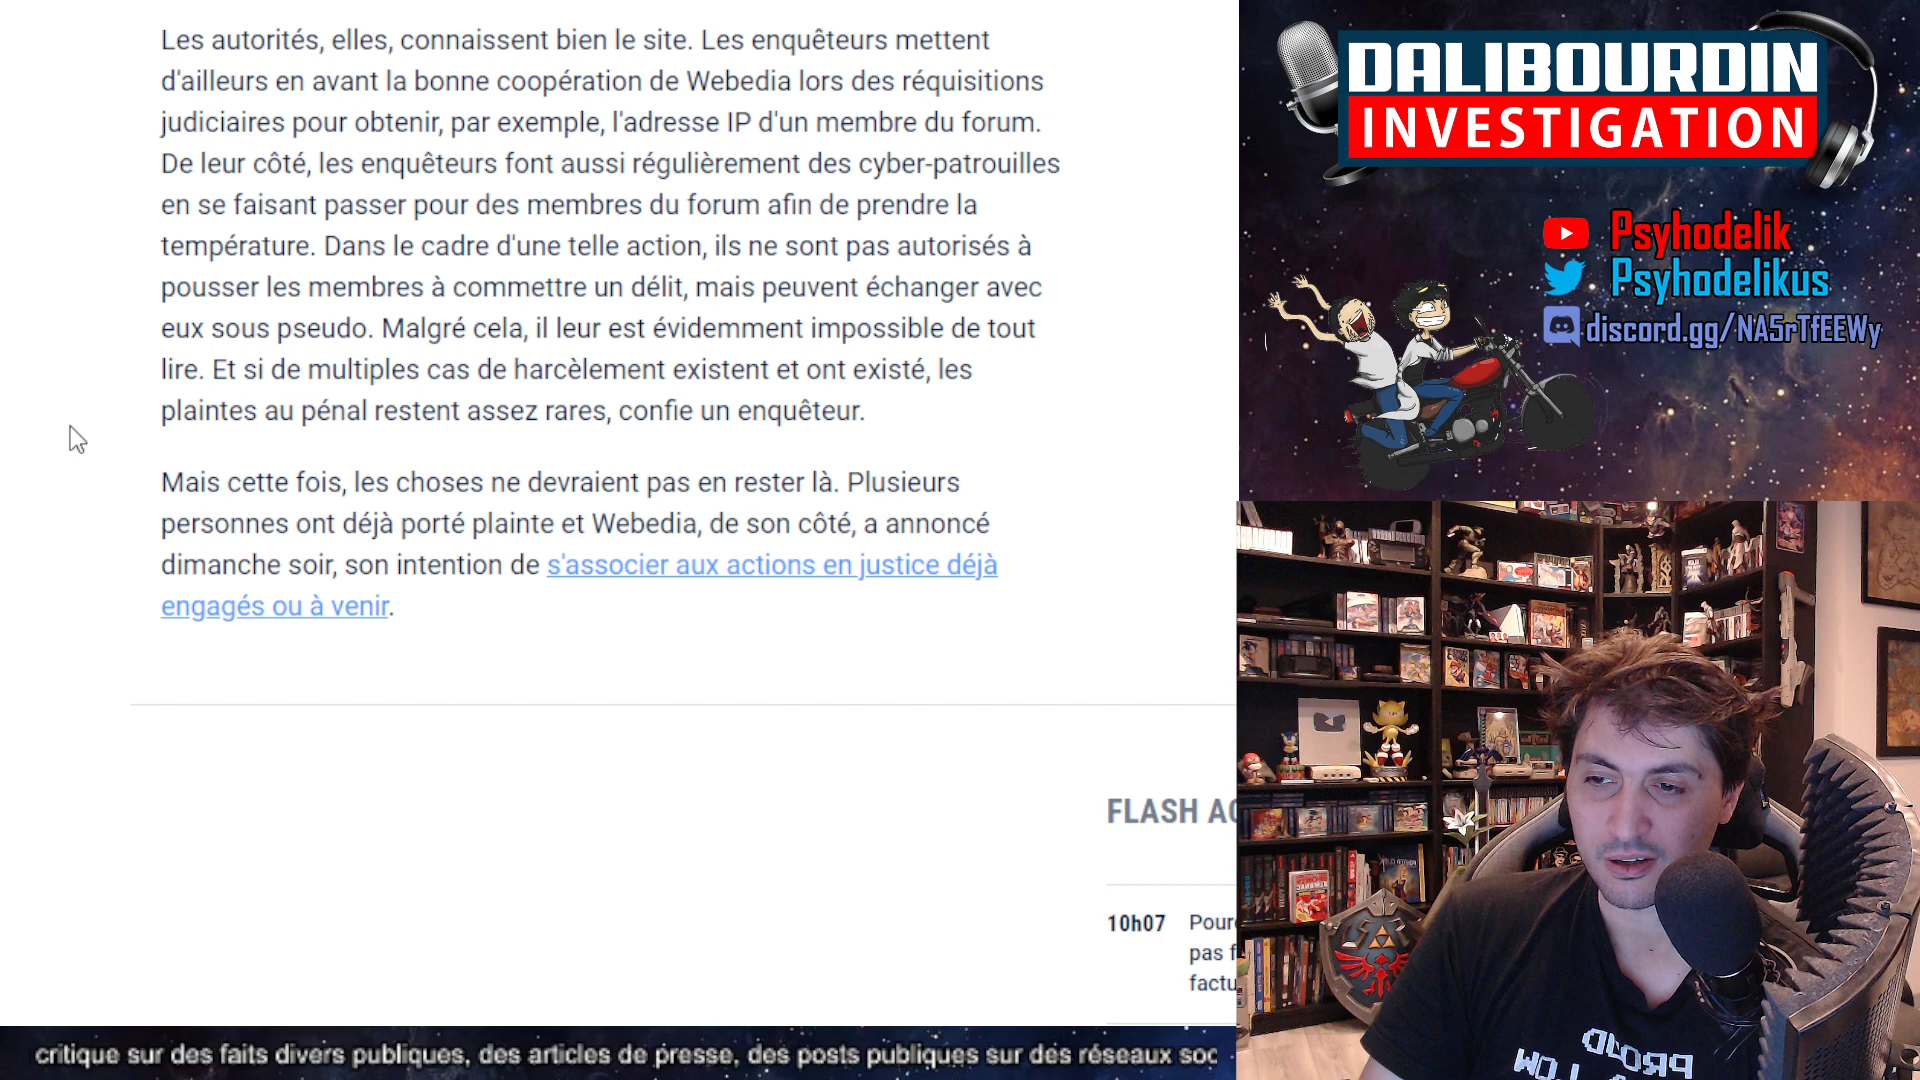 Les autorités, elles, connaissent bien le site. Les enquêteurs mettent
d'ailleurs en avant la bonne coopération de Webedia lors des réquisitions
judiciaires pour obtenir, par exemple, l'adresse IP d'un membre du forum.
De leur côté, les enquêteurs font aussi régulièrement des cyber-patrouilles
en se faisant passer pour des membres du forum afin de prendre la
température. Dans le cadre d'une telle action, ils ne sont pas autorisés à
pousser les membres à commettre un délit, mais peuvent échanger avec
eux sous pseudo. Malgré cela, il leur est évidemment impossible de tout
lire. Et si de multiples cas de harcèlement existent et ont existé, les
plaintes au pénal restent assez rares, confie un enquêteur.
Mais cette fois, les choses ne devraient pas en rester là. Plusieurs
personnes ont déjà porté plainte et Webedia, de son côté, a annoncé
dimanche soir, son intention de s'associer aux actions en justice déjà
engagés ou à venir.
FLASH AC
10h07 Pour
pas f
factu
critique sur des faits divers publiques, des articles de presse, des posts publiques sur des réseaux soc
DALIBOURDIN
INVESTIGATION
Psyhodelik
Psyhodelikus
discord.gg/NA5rTfEEWy
PROUD